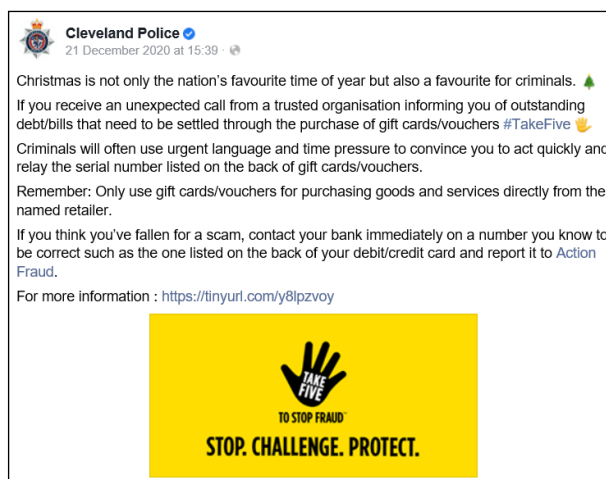 Cleveland Police
21 December 2020 at 15:39 ·
Christmas is not only the nation's favourite time of year but also a favourite for criminals. 🎄
If you receive an unexpected call from a trusted organisation informing you of outstanding
debt/bills that need to be settled through the purchase of gift cards/vouchers #TakeFive 🖐
Criminals will often use urgent language and time pressure to convince you to act quickly and
relay the serial number listed on the back of gift cards/vouchers.
Remember: Only use gift cards/vouchers for purchasing goods and services directly from the
named retailer.
If you think you've fallen for a scam, contact your bank immediately on a number you know to
be correct such as the one listed on the back of your debit/credit card and report it to Action
Fraud.
For more information : https://tinyurl.com/y8lpzvoy
TAKE
FIVE
TO STOP FRAUD™
STOP. CHALLENGE. PROTECT.